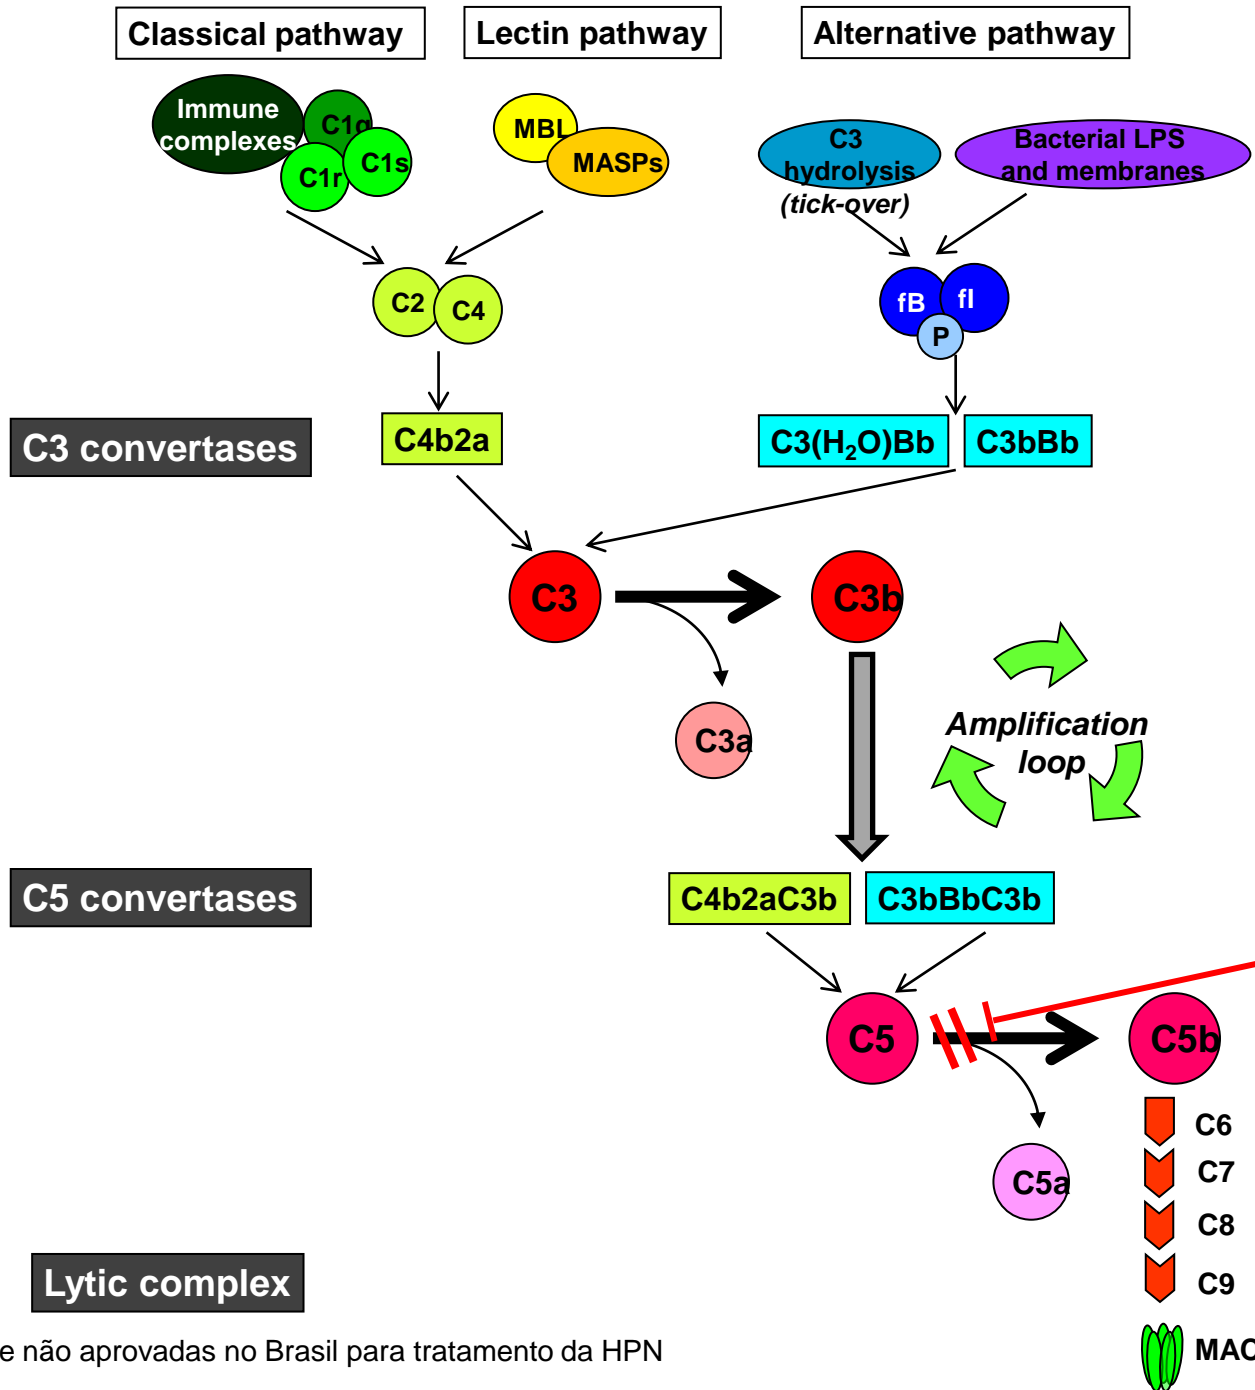 Classical pathway
Lectin pathway
Alternative pathway
Immune
complexes
C1q
C1r
C1s
MBL
MASPs
C3
hydrolysis
(tick-over)
Bacterial LPS
and membranes
C2
C4
fB
fI
P
C3 convertases
C4b2a
C3(H₂O)Bb
C3bBb
C3
C3b
C3a
Amplification
loop
C5 convertases
C4b2aC3b
C3bBbC3b
C5
C5b
C5a
C6
C7
C8
C9
Lytic complex
e não aprovadas no Brasil para tratamento da HPN
MAC